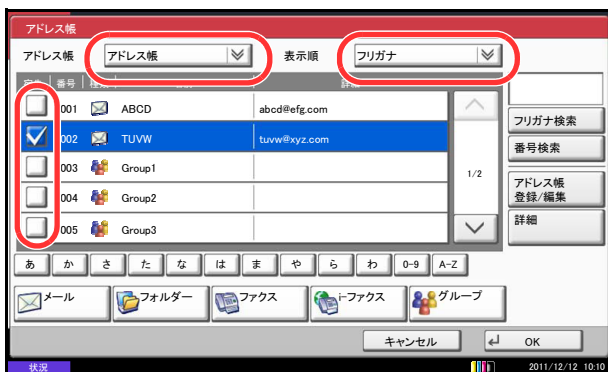 アドレス帳
アドレス帳 アドレス帳 表示順 フリガナ
番号
001 ABCD abcd@efg.com
002 TUVW tuvw@xyz.com
003 Group1
004 Group2
005 Group3
1/2
フリガナ検索
番号検索
アドレス帳
登録/編集
詳細
あ か さ た な は ま や ら わ 0-9 A-Z
メール フォルダー ファクス i-ファクス グループ
キャンセル OK
状況 2011/12/12 10:10